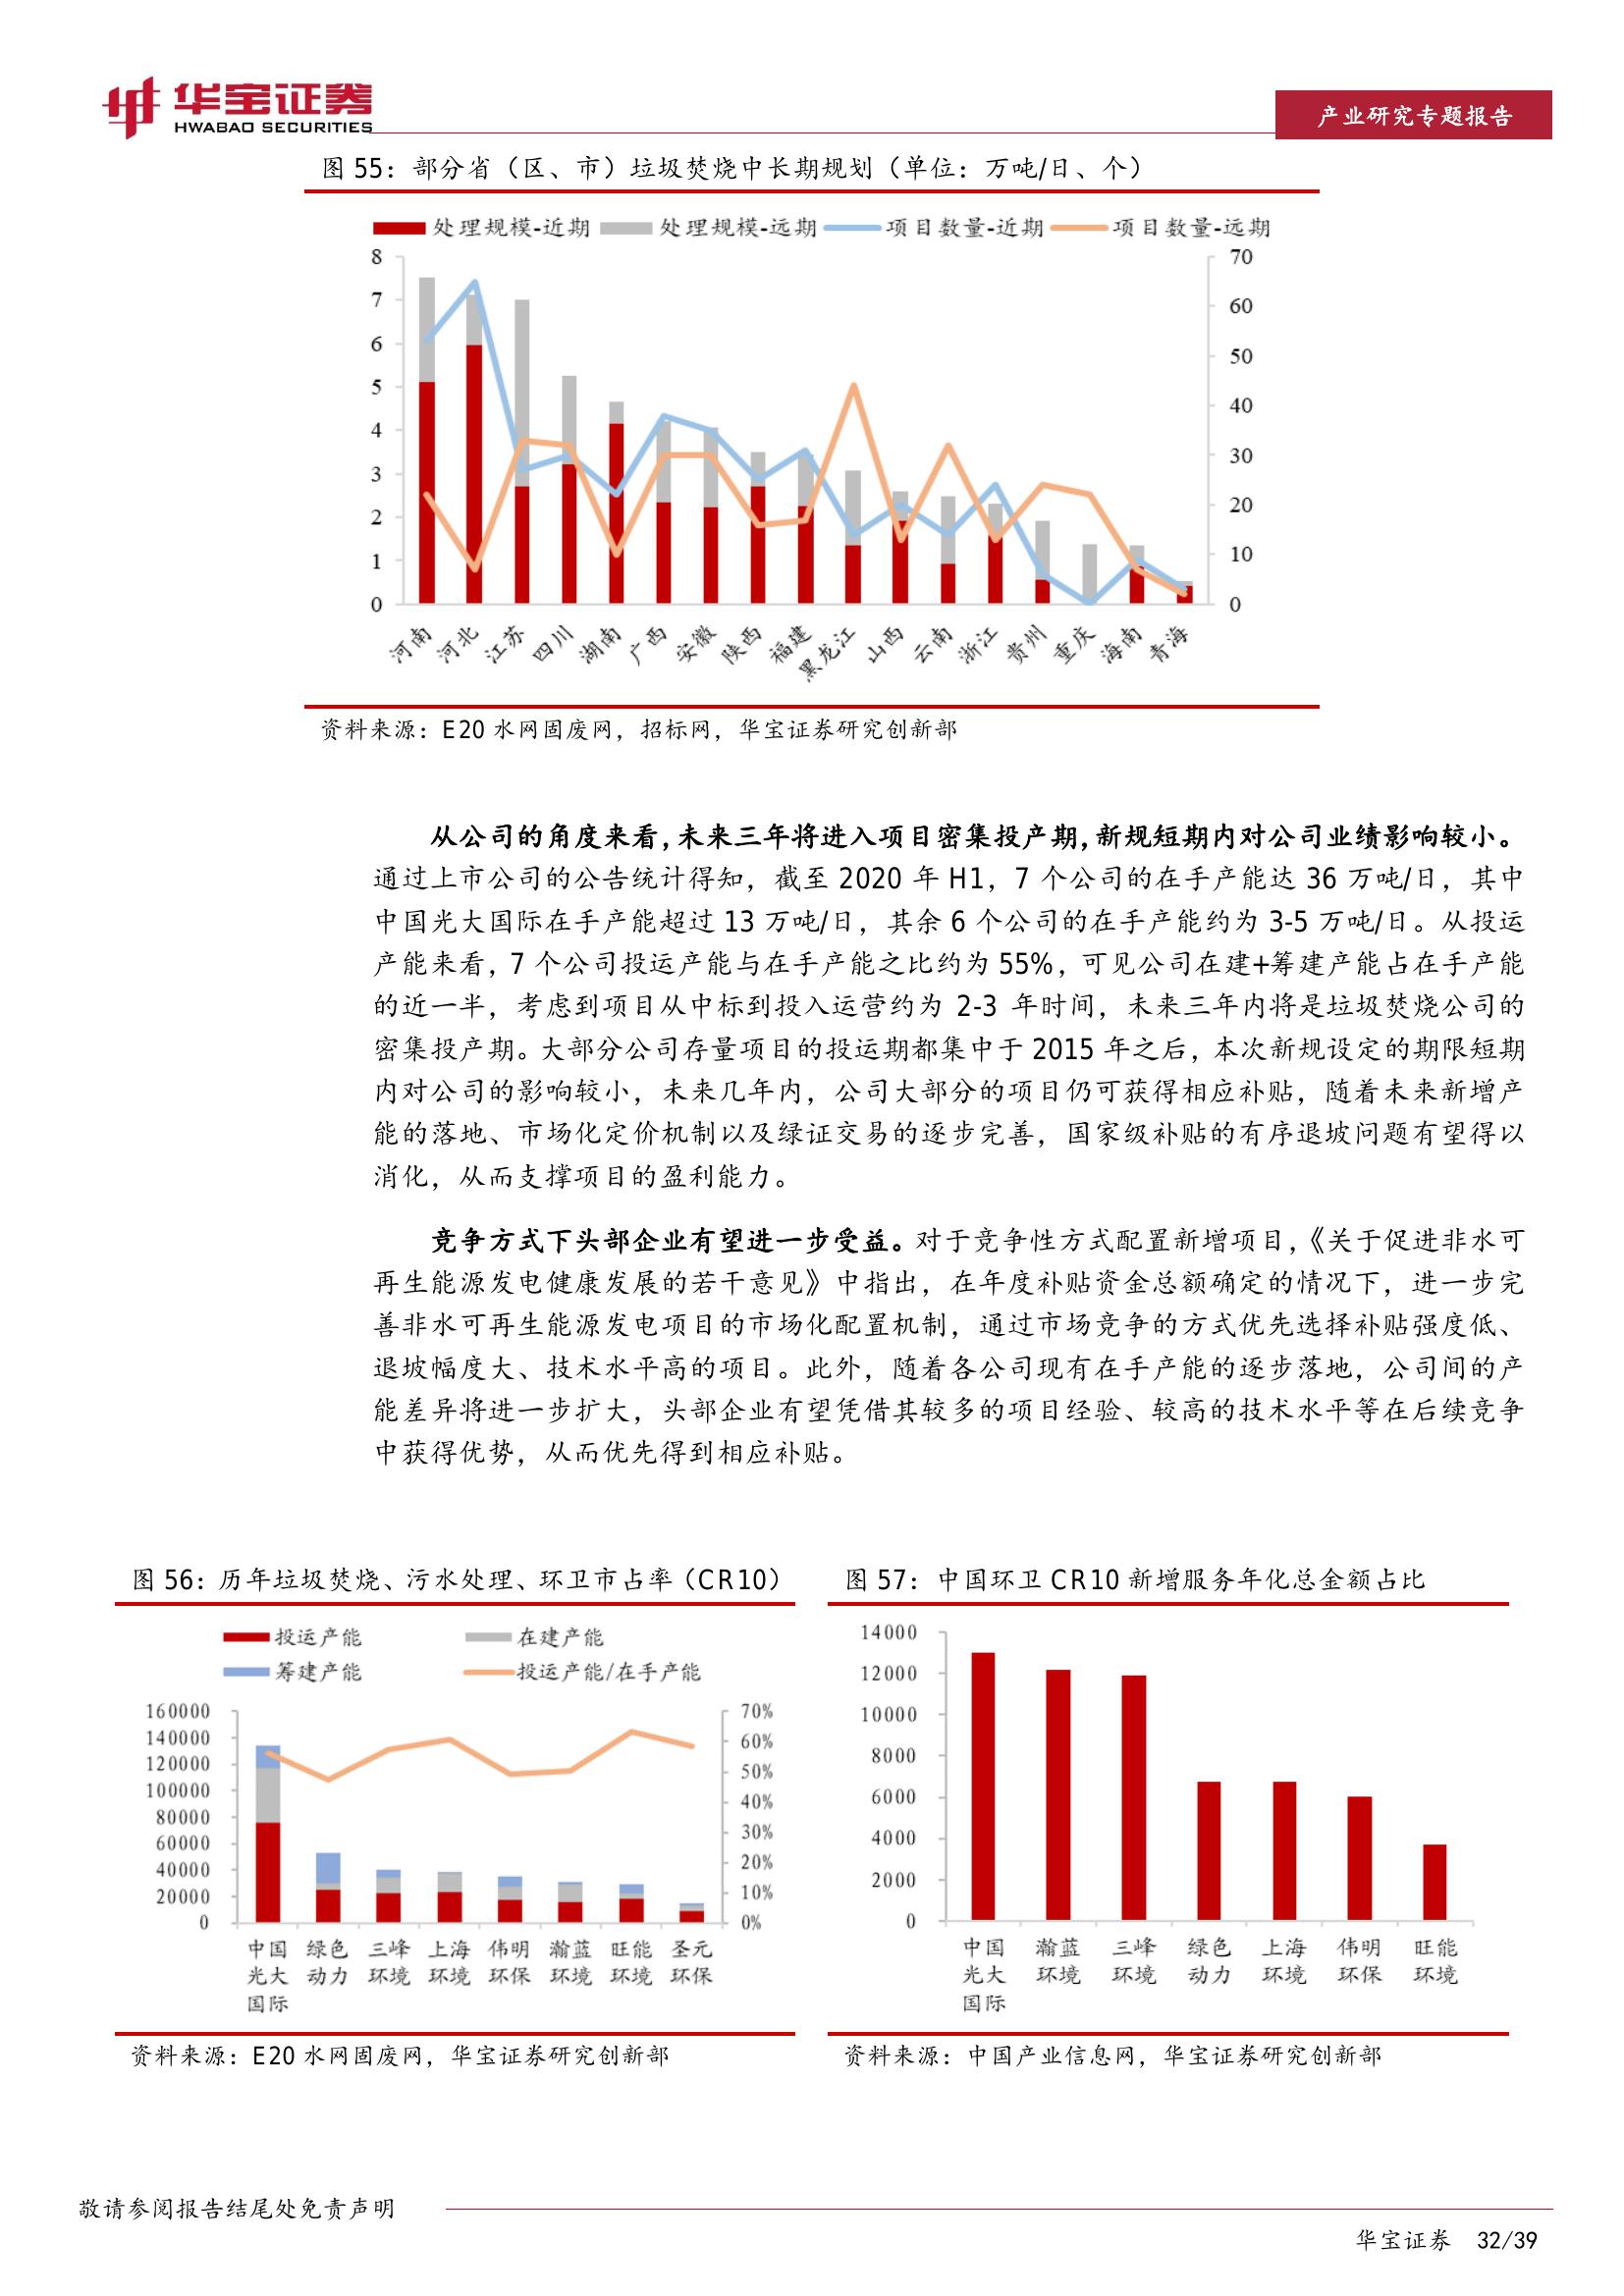 华宝证券
HWABAO SECURITIES
产业研究专题报告
图 55：部分省（区、市）垃圾焚烧中长期规划（单位：万吨/日、个）
处理规模-近期 处理规模-远期 项目数量-近期 项目数量-远期
8 70
7 60
6 50
5 40
4 30
3 20
2 10
1 0
0
河南 河北 江苏 四川 湖南 广西 安徽 陕西 福建 黑龙江 山西 云南 浙江 贵州 重庆 海南 青海
资料来源：E20 水网固废网，招标网，华宝证券研究创新部
从公司的角度来看，未来三年将进入项目密集投产期，新规短期内对公司业绩影响较小。
通过上市公司的公告统计得知，截至 2020 年 H1，7 个公司的在手产能达 36 万吨/日，其中
中国光大国际在手产能超过 13 万吨/日，其余 6 个公司的在手产能约为 3-5 万吨/日。从投运
产能来看，7 个公司投运产能与在手产能之比约为 55%，可见公司在建+筹建产能占在手产能
的近一半，考虑到项目从中标到投入运营约为 2-3 年时间，未来三年内将是垃圾焚烧公司的
密集投产期。大部分公司存量项目的投运期都集中于 2015 年之后，本次新规设定的期限短期
内对公司的影响较小，未来几年内，公司大部分的项目仍可获得相应补贴，随着未来新增产
能的落地、市场化定价机制以及绿证交易的逐步完善，国家级补贴的有序退坡问题有望得以
消化，从而支撑项目的盈利能力。
竞争方式下头部企业有望进一步受益。对于竞争性方式配置新增项目，《关于促进非水可
再生能源发电健康发展的若干意见》中指出，在年度补贴资金总额确定的情况下，进一步完
善非水可再生能源发电项目的市场化配置机制，通过市场竞争的方式优先选择补贴强度低、
退坡幅度大、技术水平高的项目。此外，随着各公司现有在手产能的逐步落地，公司间的产
能差异将进一步扩大，头部企业有望凭借其较多的项目经验、较高的技术水平等在后续竞争
中获得优势，从而优先得到相应补贴。
图 56：历年垃圾焚烧、污水处理、环卫市占率（CR10）
投运产能 在建产能
筹建产能 投运产能/在手产能
160000 70%
140000 60%
120000 50%
100000 40%
80000 30%
60000 20%
40000 10%
20000 0%
0
中国 绿色 三峰 上海 伟明 瀚蓝 旺能 圣元
光大 动力 环境 环境 环保 环境 环境 环保
国际
资料来源：E20 水网固废网，华宝证券研究创新部
图 57：中国环卫 CR10 新增服务年化总金额占比
14000
12000
10000
8000
6000
4000
2000
0
中国 瀚蓝 三峰 绿色 上海 伟明 旺能
光大 环境 环境 动力 环境 环保 环境
国际
资料来源：中国产业信息网，华宝证券研究创新部
敬请参阅报告结尾处免责声明
华宝证券 32/39